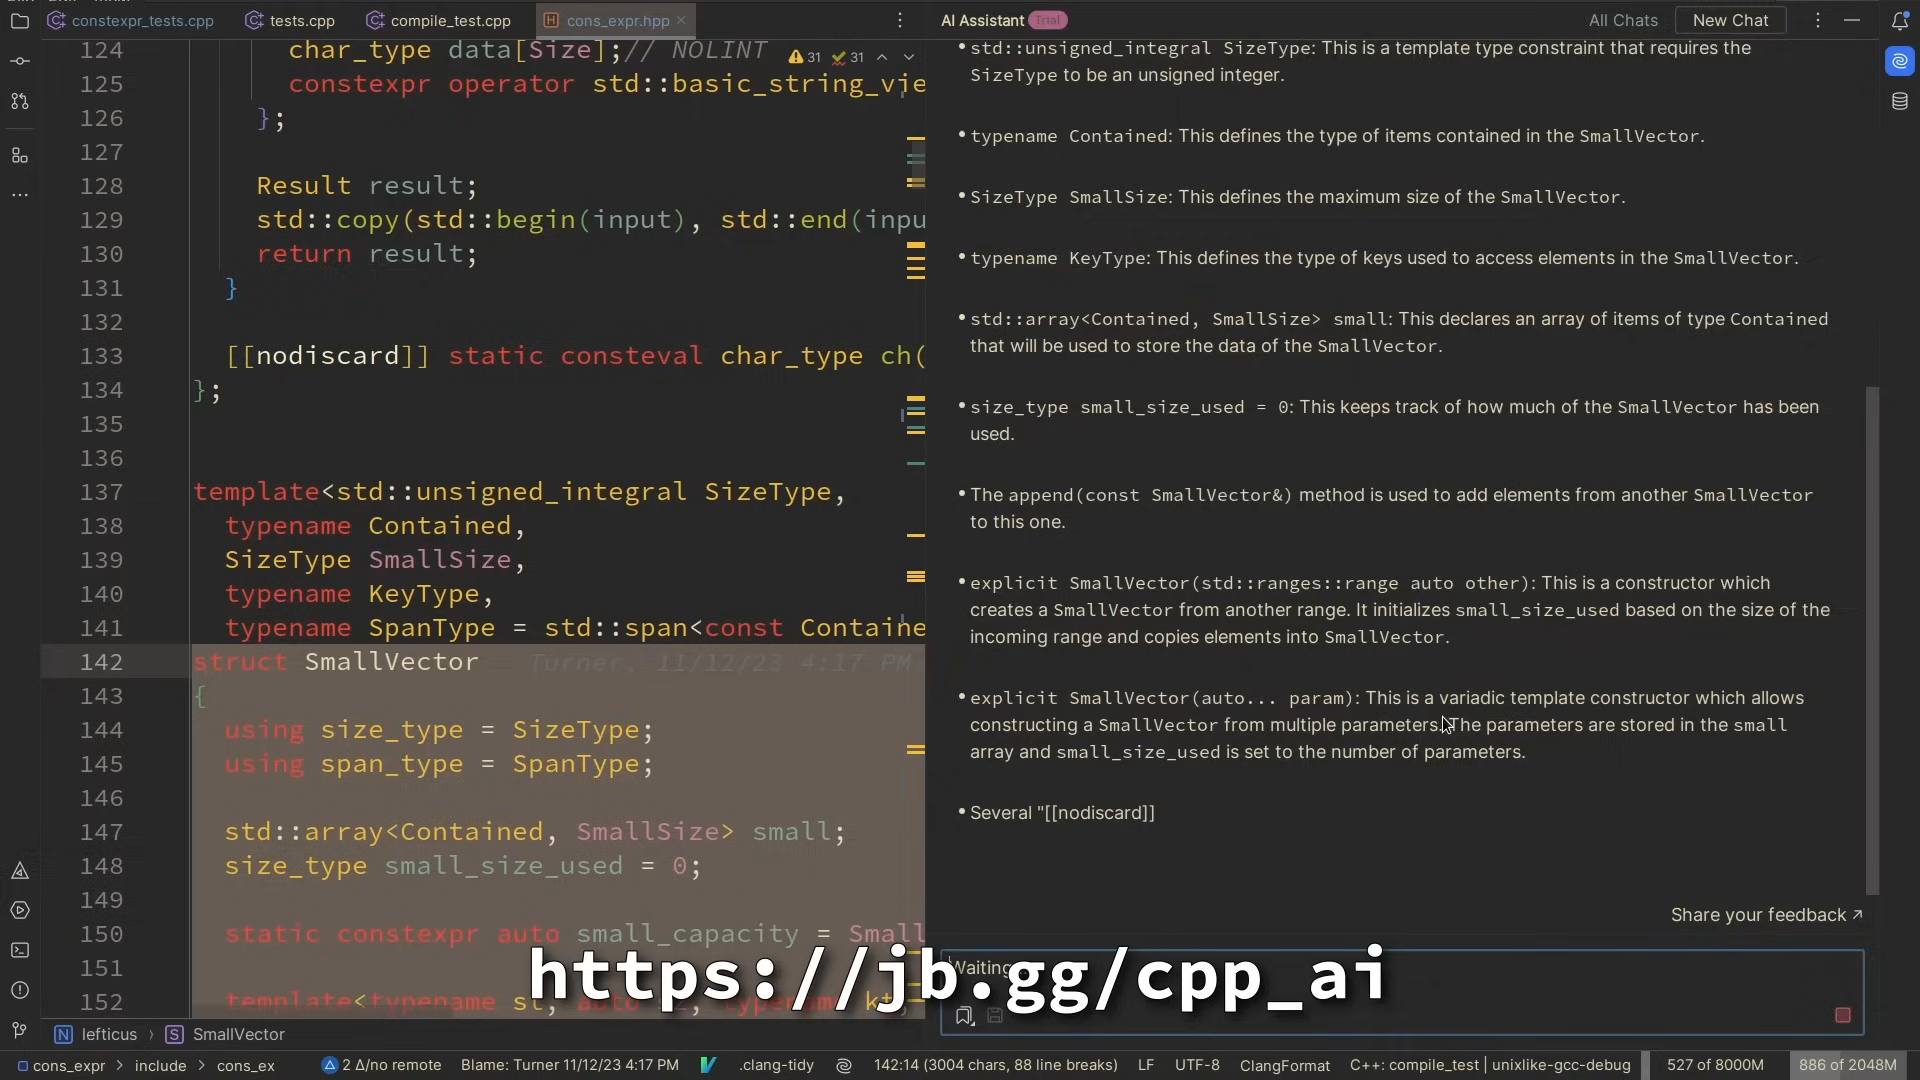 constexpr_tests.cpp
tests.cpp
compile_test.cpp
cons_expr.hpp
AI Assistant Trial
All Chats
New Chat
124 char_type data[Size];// NOLINT
31 31
125 constexpr operator std::basic_string_vie
126 };
127
128 Result result;
129 std::copy(std::begin(input), std::end(inpu
130 return result;
131 }
132
133 [[nodiscard]] static consteval char_type ch(
134 };
135
136
137 template<std::unsigned_integral SizeType,
138 typename Contained,
139 SizeType SmallSize,
140 typename KeyType,
141 typename SpanType = std::span<const Containe
142 struct SmallVector Turner, 11/12/23 4:17 PM
143 {
144 using size_type = SizeType;
145 using span_type = SpanType;
146
147 std::array<Contained, SmallSize> small;
148 size_type small_size_used = 0;
149
150 static constexpr auto small_capacity = Small
151
152 template<typename
• std::unsigned_integral SizeType: This is a template type constraint that requires the
SizeType to be an unsigned integer.
• typename Contained: This defines the type of items contained in the SmallVector.
• SizeType SmallSize: This defines the maximum size of the SmallVector.
• typename KeyType: This defines the type of keys used to access elements in the SmallVector.
• std::array<Contained, SmallSize> small: This declares an array of items of type Contained
that will be used to store the data of the SmallVector.
• size_type small_size_used = 0: This keeps track of how much of the SmallVector has been
used.
• The append(const SmallVector&) method is used to add elements from another SmallVector
to this one.
• explicit SmallVector(std::ranges::range auto other): This is a constructor which
creates a SmallVector from another range. It initializes small_size_used based on the size of the
incoming range and copies elements into SmallVector.
• explicit SmallVector(auto... param): This is a variadic template constructor which allows
constructing a SmallVector from multiple parameters. The parameters are stored in the small
array and small_size_used is set to the number of parameters.
• Several "[[nodiscard]]
Share your feedback ↗
Waiting
https://jb.gg/cpp_ai
lefticus › SmallVector
cons_expr › include › cons_ex
2 Δ/no remote
Blame: Turner 11/12/23 4:17 PM
.clang-tidy
142:14 (3004 chars, 88 line breaks)
LF
UTF-8
ClangFormat
C++: compile_test | unixlike-gcc-debug
527 of 8000M
886 of 2048M